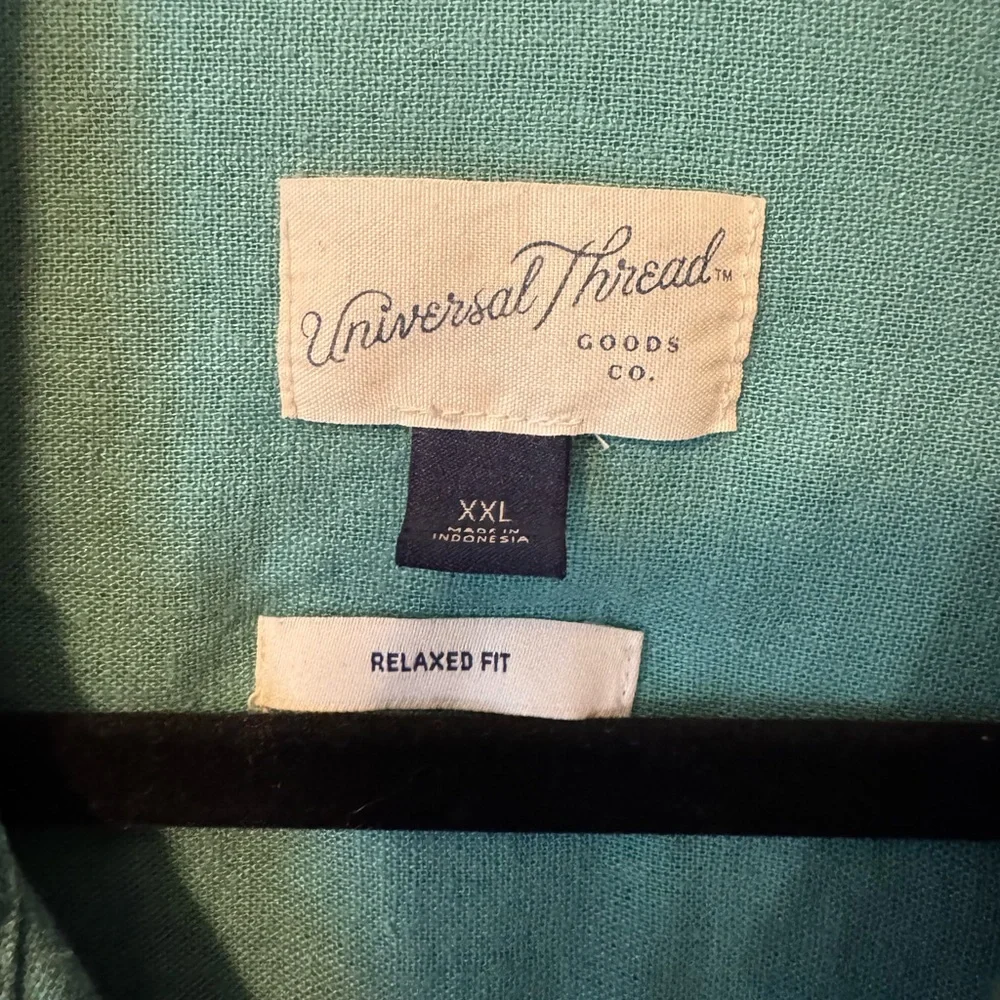 Universal Thread™
GOODS
CO.
XXL
MADE IN
INDONESIA
RELAXED FIT